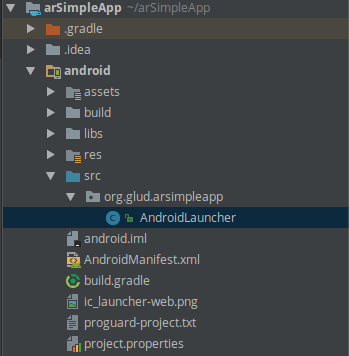 arSimpleApp ~/arSimpleApp
.gradle
.idea
android
assets
build
libs
res
src
org.glud.arsimpleapp
AndroidLauncher
android.iml
AndroidManifest.xml
build.gradle
ic_launcher-web.png
proguard-project.txt
project.properties